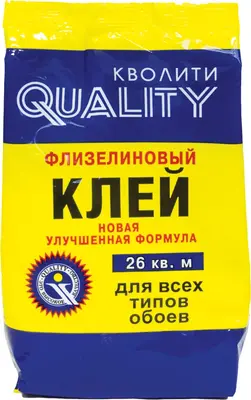 КВОЛИТИ
QUALITY
ФЛИЗЕЛИНОВЫЙ
КЛЕЙ
НОВАЯ
УЛУЧШЕННАЯ ФОРМУЛА
26 КВ. М
для всех
типов
обоев